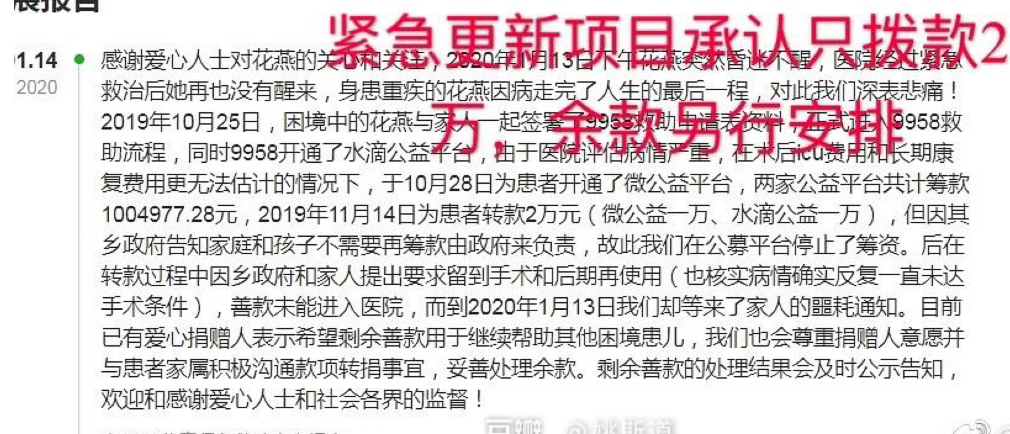 展报告
紧急更新项目承认只拨款2
万，余款另行安排
01.14
2020
感谢爱心人士对花燕的关心和关注，2020年1月13日下午花燕突然昏迷不醒，医院经过紧急
救治后她再也没有醒来，身患重疾的花燕因病走完了人生的最后一程，对此我们深表悲痛！
2019年10月25日，困境中的花燕与家人一起签署了9958救助申请表资料，正式进入9958救
助流程，同时9958开通了水滴公益平台，由于医院评估病情严重，在术后icu费用和长期康
复费用更无法估计的情况下，于10月28日为患者开通了微公益平台，两家公益平台共计筹款
1004977.28元，2019年11月14日为患者转款2万元（微公益一万、水滴公益一万），但因其
乡政府告知家庭和孩子不需要再筹款由政府来负责，故此我们在公募平台停止了筹资。后在
转款过程中因乡政府和家人提出要求留到手术和后期再使用（也核实病情确实反复一直未达
手术条件），善款未能进入医院，而到2020年1月13日我们却等来了家人的噩耗通知。目前
已有爱心捐赠人表示希望剩余善款用于继续帮助其他困境患儿，我们也会尊重捐赠人意愿并
与患者家属积极沟通款项转捐事宜，妥善处理余款。剩余善款的处理结果会及时公示告知，
欢迎和感谢爱心人士和社会各界的监督！
豆瓣